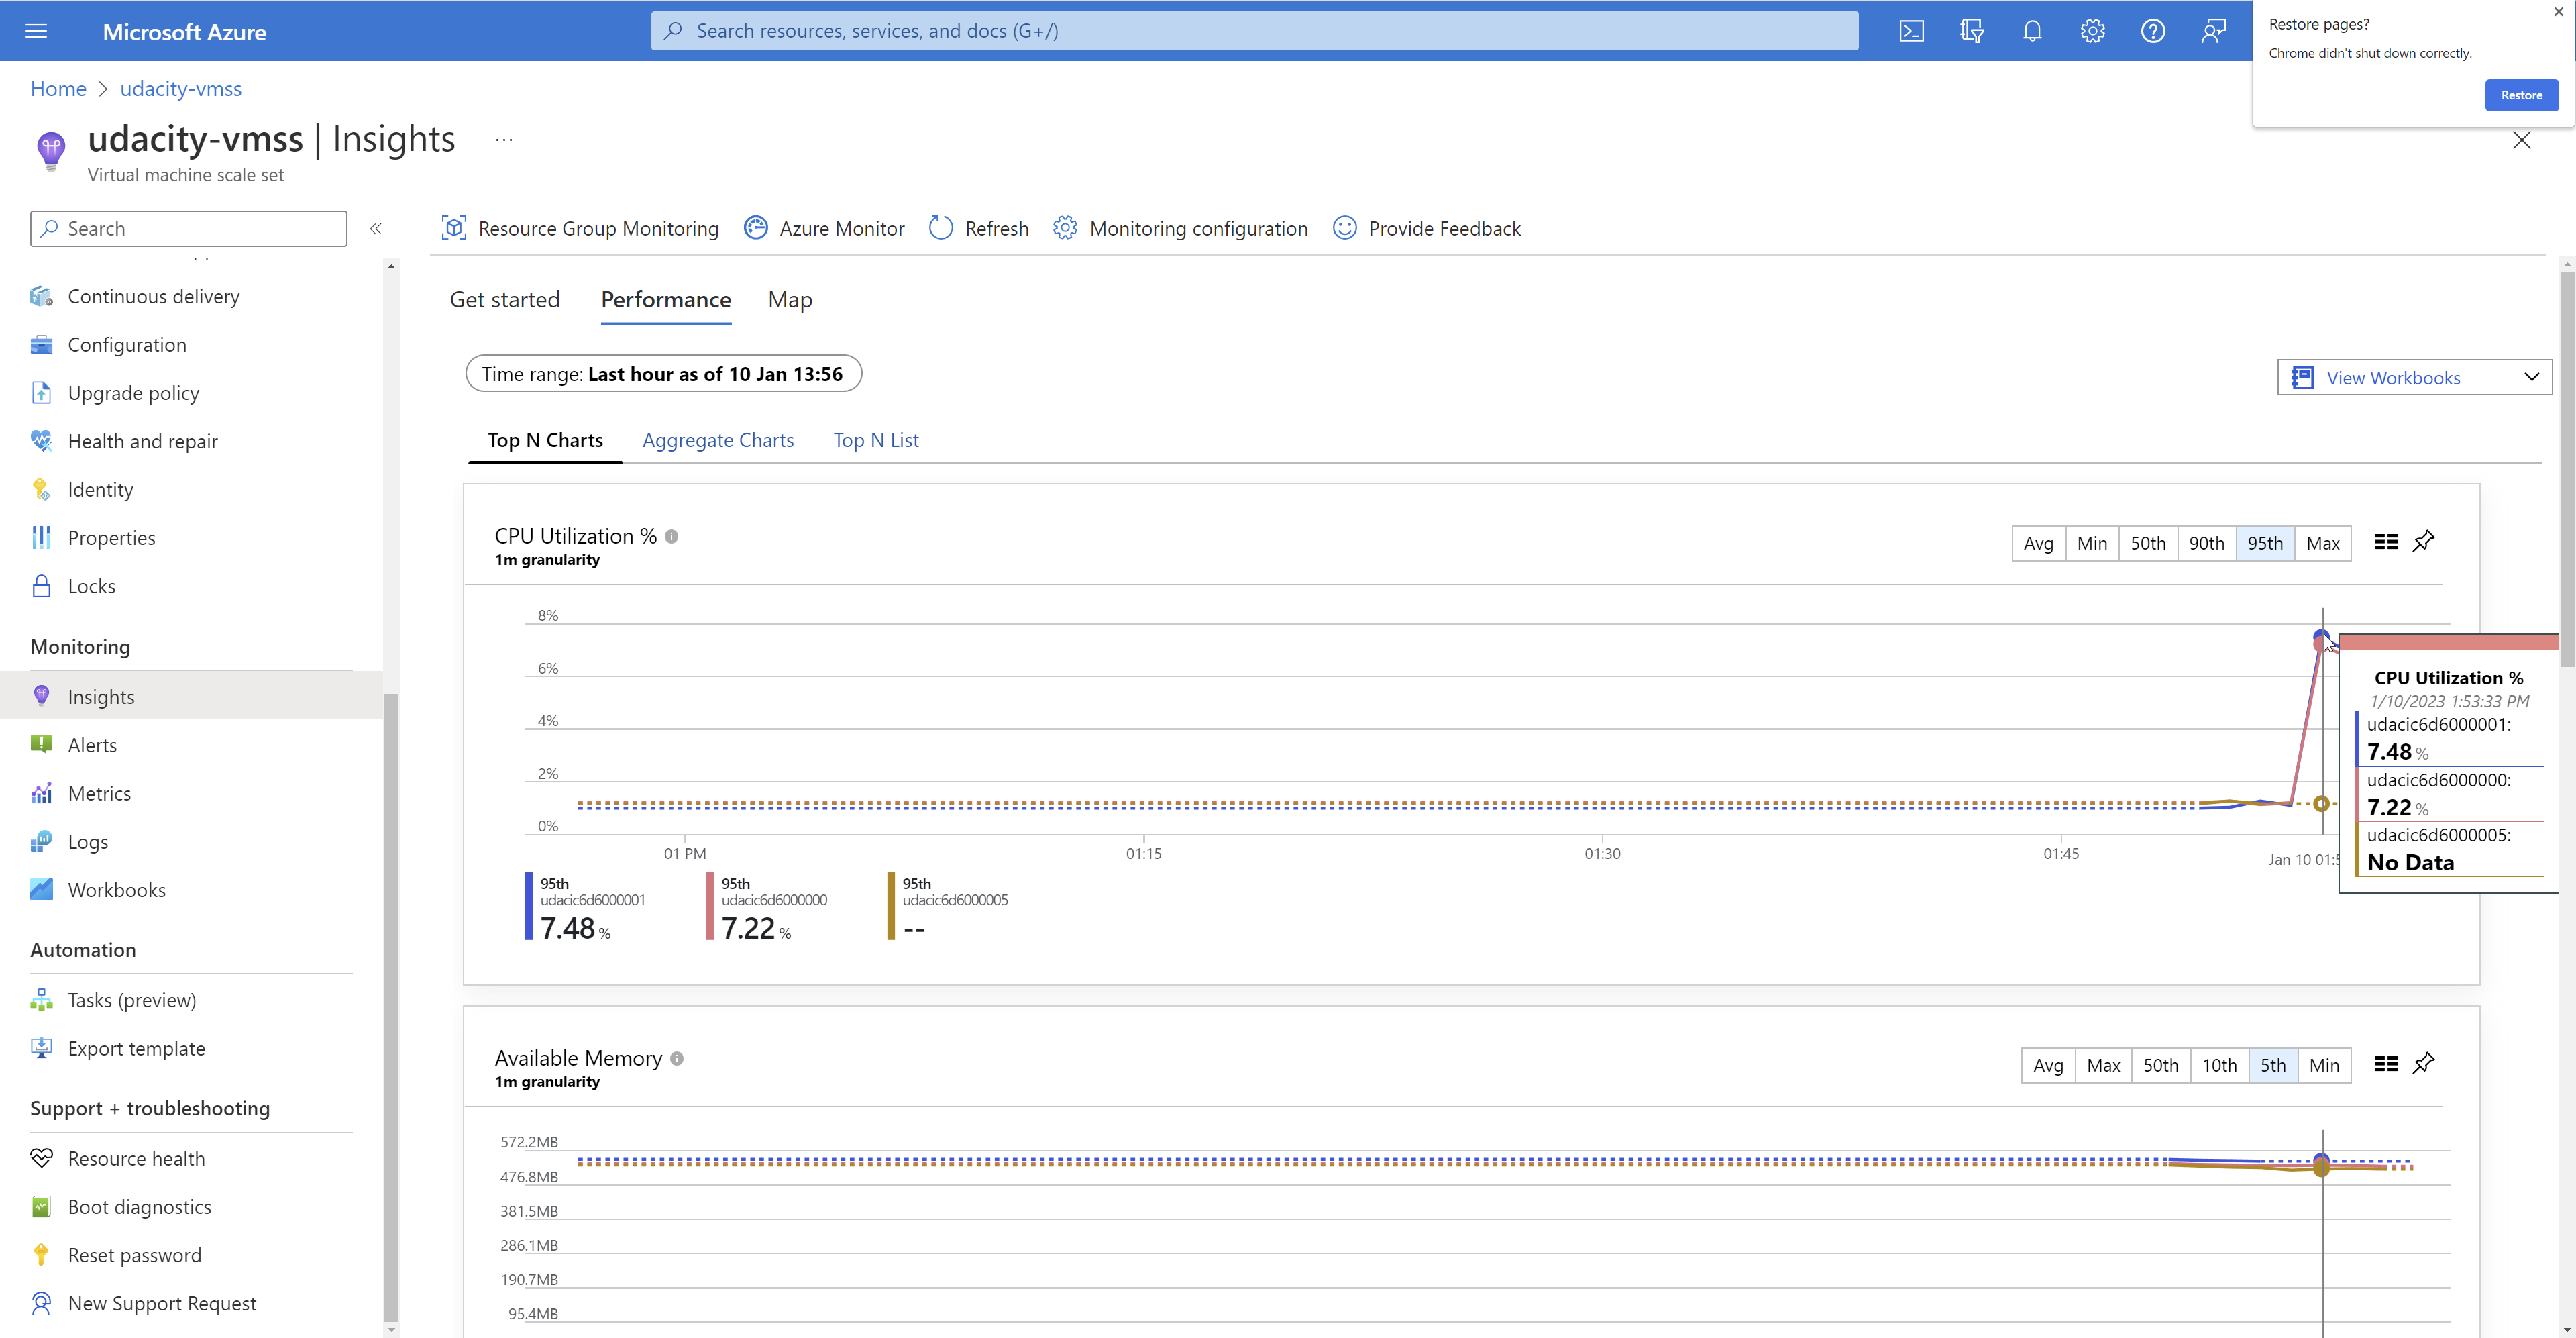 Microsoft Azure
Search resources, services, and docs (G+/)
Restore pages?
Chrome didn't shut down correctly.
Restore
Home > udacity-vmss
udacity-vmss | Insights ...
Virtual machine scale set
Search
«
Resource Group Monitoring
Azure Monitor
Refresh
Monitoring configuration
Provide Feedback
Continuous delivery
Configuration
Upgrade policy
Health and repair
Identity
Properties
Locks
Monitoring
Insights
Alerts
Metrics
Logs
Workbooks
Automation
Tasks (preview)
Export template
Support + troubleshooting
Resource health
Boot diagnostics
Reset password
New Support Request
Get started
Performance
Map
Time range: Last hour as of 10 Jan 13:56
View Workbooks
Top N Charts
Aggregate Charts
Top N List
CPU Utilization %
1m granularity
Avg
Min
50th
90th
95th
Max
8%
6%
4%
2%
0%
01 PM
01:15
01:30
01:45
Jan 10 01:5
CPU Utilization %
1/10/2023 1:53:33 PM
udacic6d6000001:
7.48 %
udacic6d6000000:
7.22 %
udacic6d6000005:
No Data
95th
udacic6d6000001
7.48 %
95th
udacic6d6000000
7.22 %
95th
udacic6d6000005
--
Available Memory
1m granularity
Avg
Max
50th
10th
5th
Min
572.2MB
476.8MB
381.5MB
286.1MB
190.7MB
95.4MB